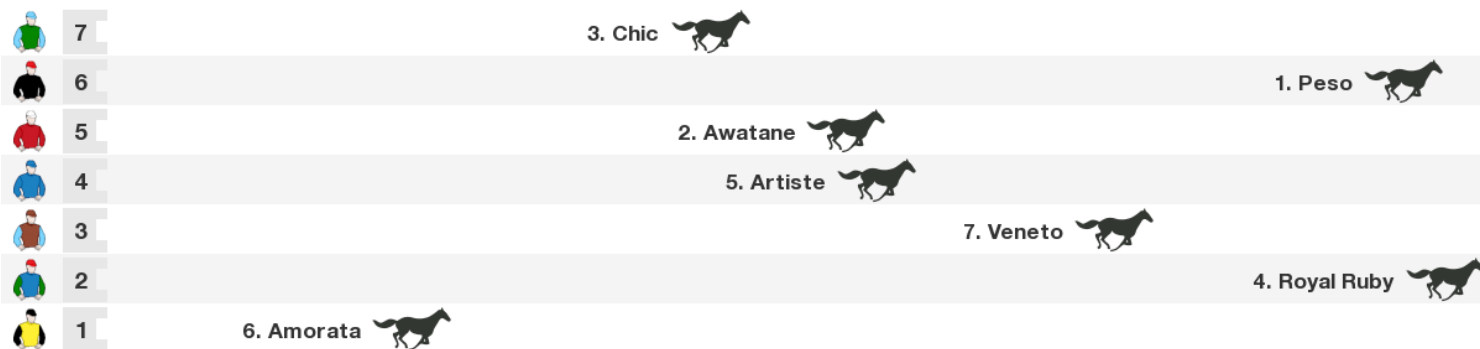 7 3. Chic
6 1. Peso
5 2. Awatane
4 5. Artiste
3 7. Veneto
2 4. Royal Ruby
1 6. Amorata